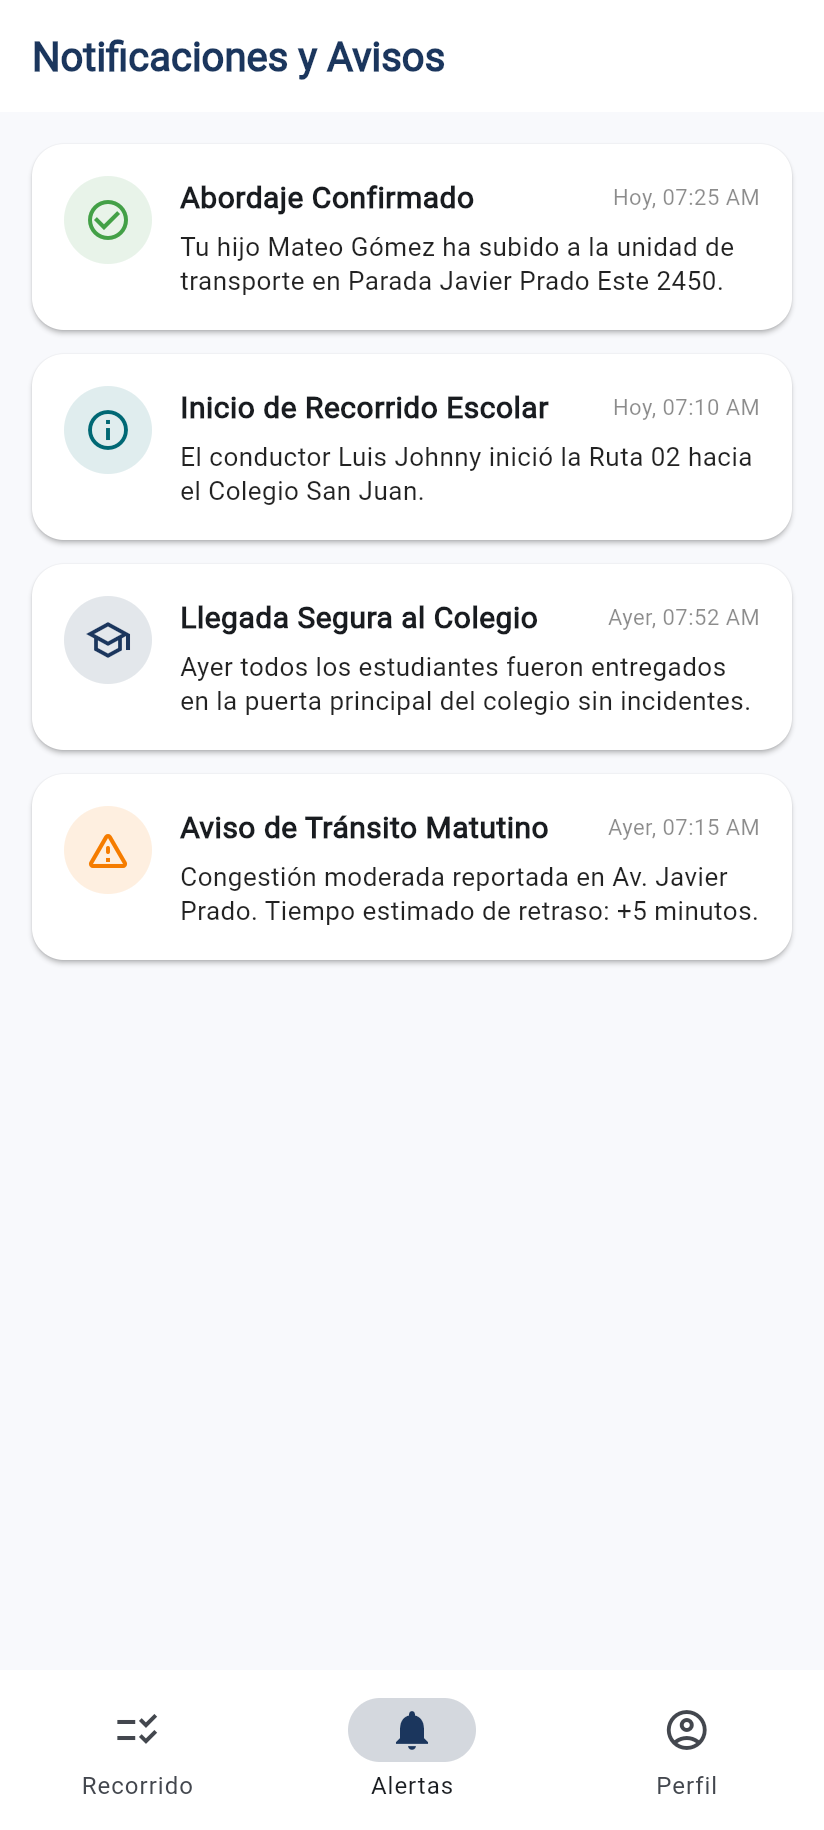 Notificaciones y Avisos
Abordaje Confirmado
Hoy, 07:25 AM
Tu hijo Mateo Gómez ha subido a la unidad de
transporte en Parada Javier Prado Este 2450.
Inicio de Recorrido Escolar
Hoy, 07:10 AM
El conductor Luis Johnny inició la Ruta 02 hacia
el Colegio San Juan.
Llegada Segura al Colegio
Ayer, 07:52 AM
Ayer todos los estudiantes fueron entregados
en la puerta principal del colegio sin incidentes.
Aviso de Tránsito Matutino
Ayer, 07:15 AM
Congestión moderada reportada en Av. Javier
Prado. Tiempo estimado de retraso: +5 minutos.
Recorrido
Alertas
Perfil